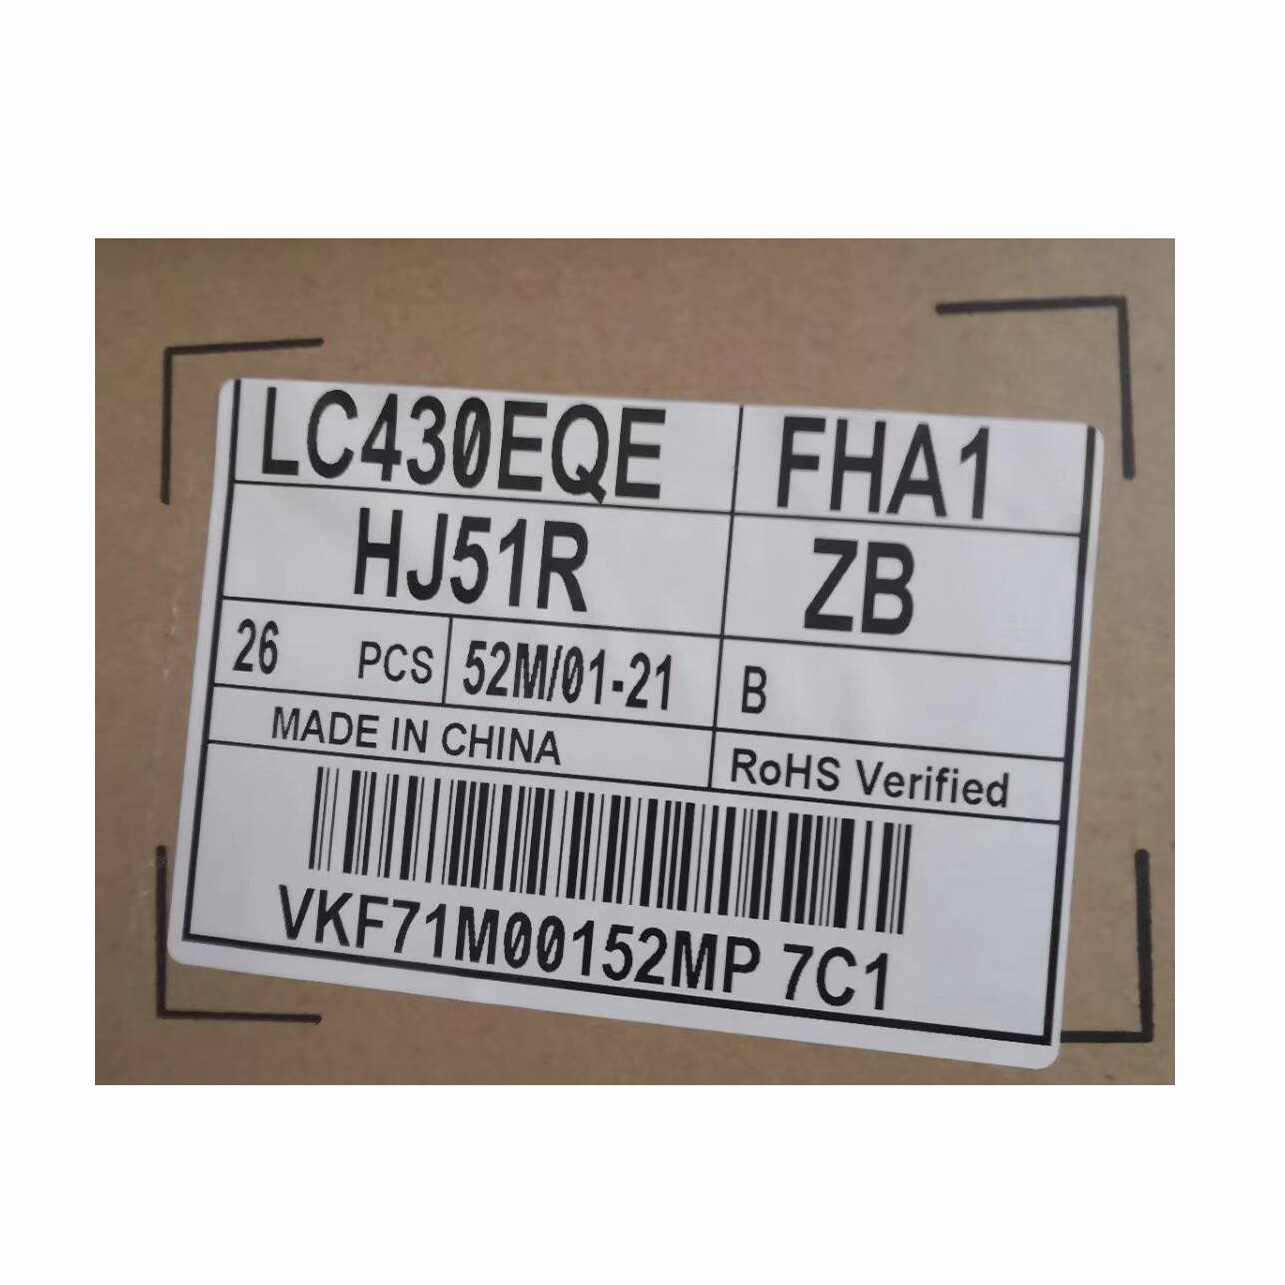 LC430EQE FHA1
HJ51R ZB
26 PCS 52M/01-21 B
MADE IN CHINA RoHS Verified
VKF71M00152MP 7C1